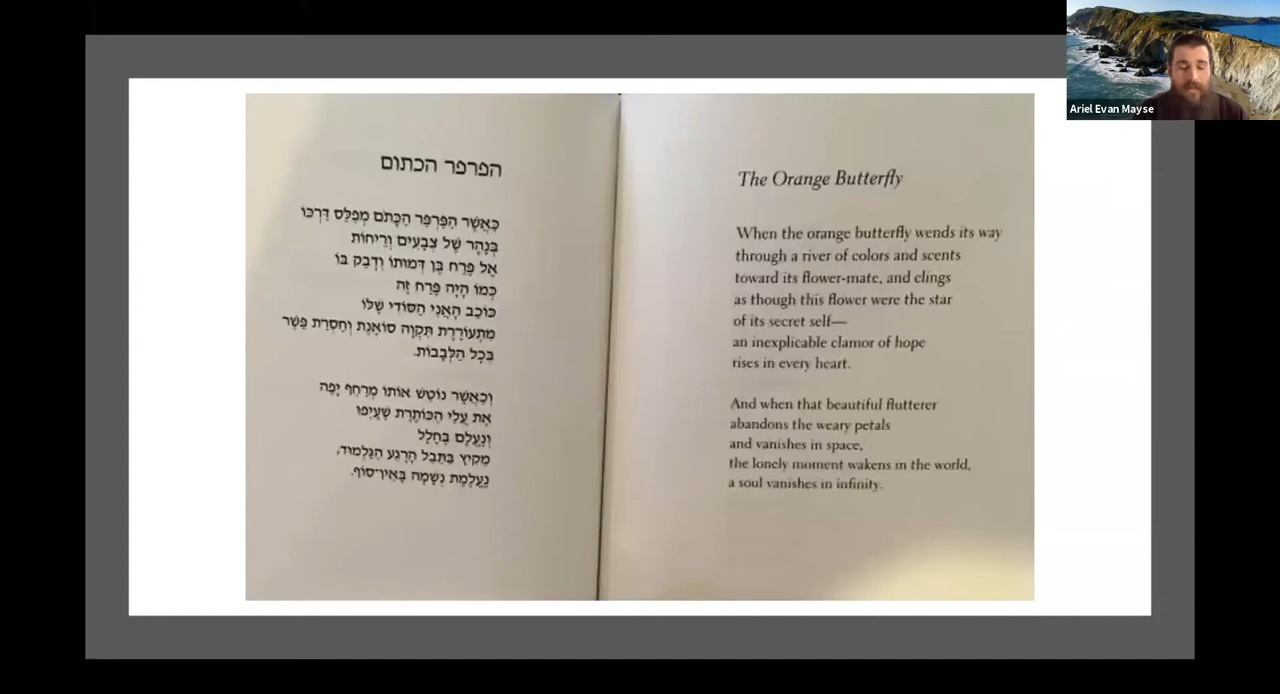 הפרפר הכתום
כַּאֲשֶׁר הַפַּרְפַּר הַכָּתֹם מְפַלֵּס דַּרְכּוֹ
בְּנָהָר שֶׁל צְבָעִים וְרֵיחוֹת
אֶל פֶּרַח בֶּן דְּמוּתוֹ וְדָבַק בּוֹ
כְּמוֹ הָיָה פֶּרַח זֶה
כּוֹכַב הָאֲנִי הַסּוֹדִי שֶׁלּוֹ
מִתְעוֹרֶרֶת תִּקְוָה סוֹאֶנֶת וְחַסְרַת פֵּשֶׁר
בְּכָל הַלְּבָבוֹת.
וְכַאֲשֶׁר נוֹטֵשׁ אוֹתוֹ מְרַחֵף יָפֶה
אֶת עֲלֵי הַכּוֹתֶרֶת שֶׁעָיְפוּ
וְנֶעֱלָם בֶּחָלָל
מֵקִיץ בַּתֵּבֵל הָרֶגַע הַגַּלְמוּד,
נֶעֱלֶמֶת נְשָׁמָה בָּאֵין־סוֹף.
The Orange Butterfly
When the orange butterfly wends its way
through a river of colors and scents
toward its flower-mate, and clings
as though this flower were the star
of its secret self—
an inexplicable clamor of hope
rises in every heart.
And when that beautiful flutterer
abandons the weary petals
and vanishes in space,
the lonely moment wakens in the world,
a soul vanishes in infinity.
Ariel Evan Mayse